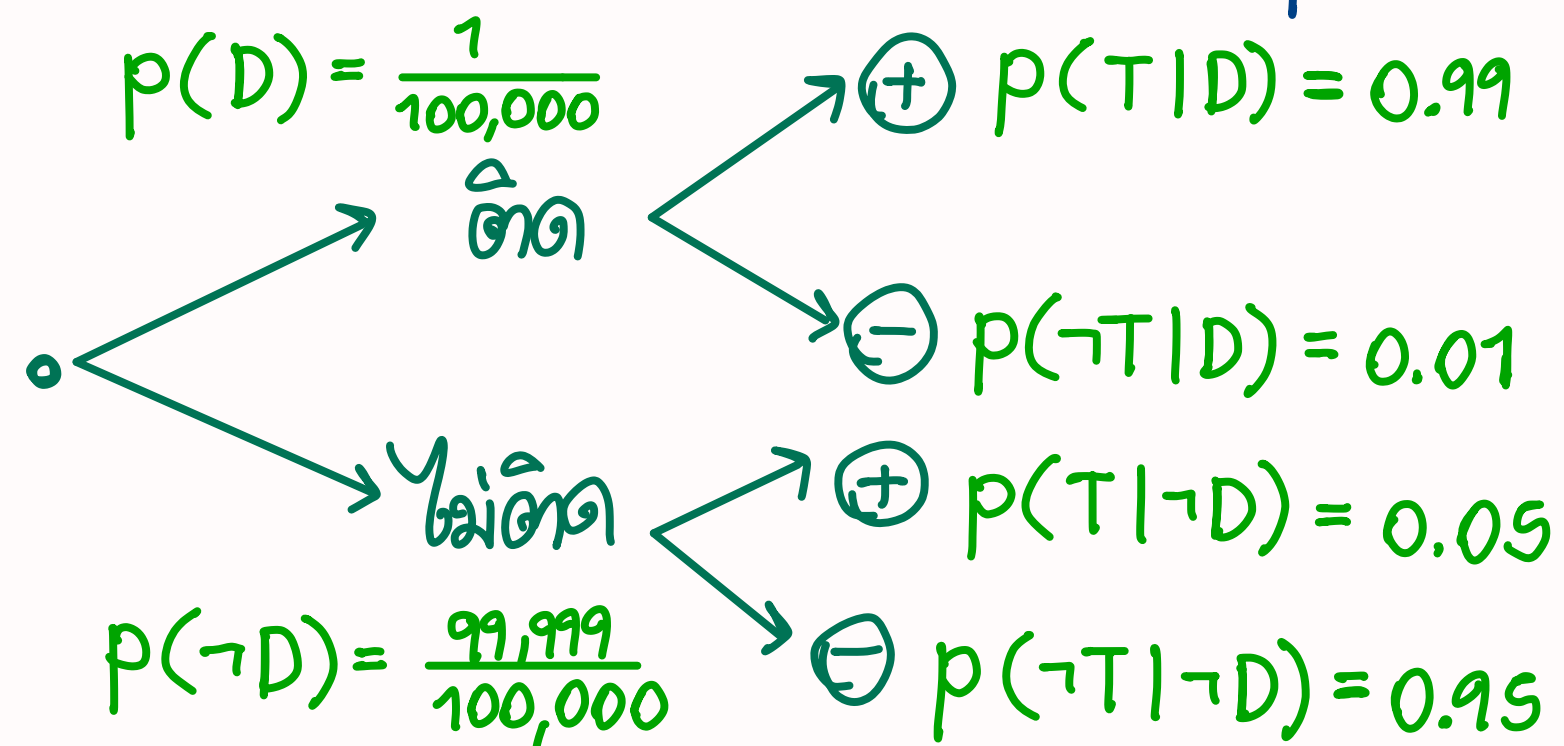 p(D) = 1/100,000
ติด
+ p(T|D) = 0.99
− p(¬T|D) = 0.01
ไม่ติด
p(¬D) = 99,999/100,000
+ p(T|¬D) = 0.05
− p(¬T|¬D) = 0.95